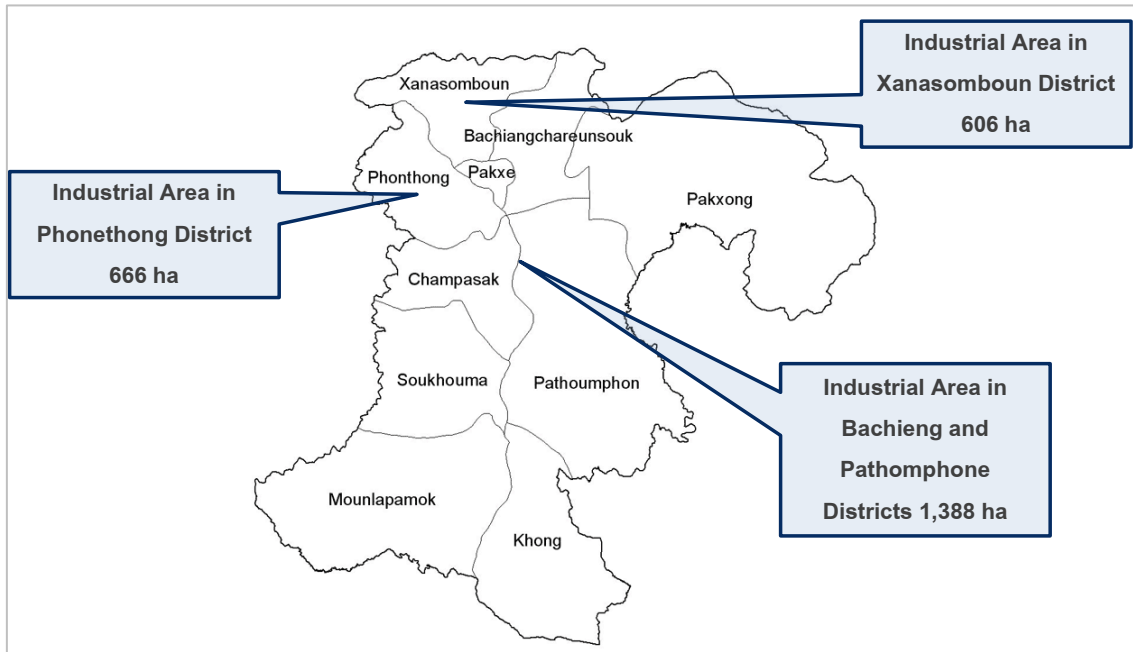 Industrial Area in
Xanasomboun District
606 ha
Xanasomboun
Bachiangchareunsouk
Phonthong
Pakxe
Pakxong
Industrial Area in
Phonethong District
666 ha
Champasak
Soukhouma
Pathoumphon
Industrial Area in
Bachieng and
Pathomphone
Districts 1,388 ha
Mounlapamok
Khong